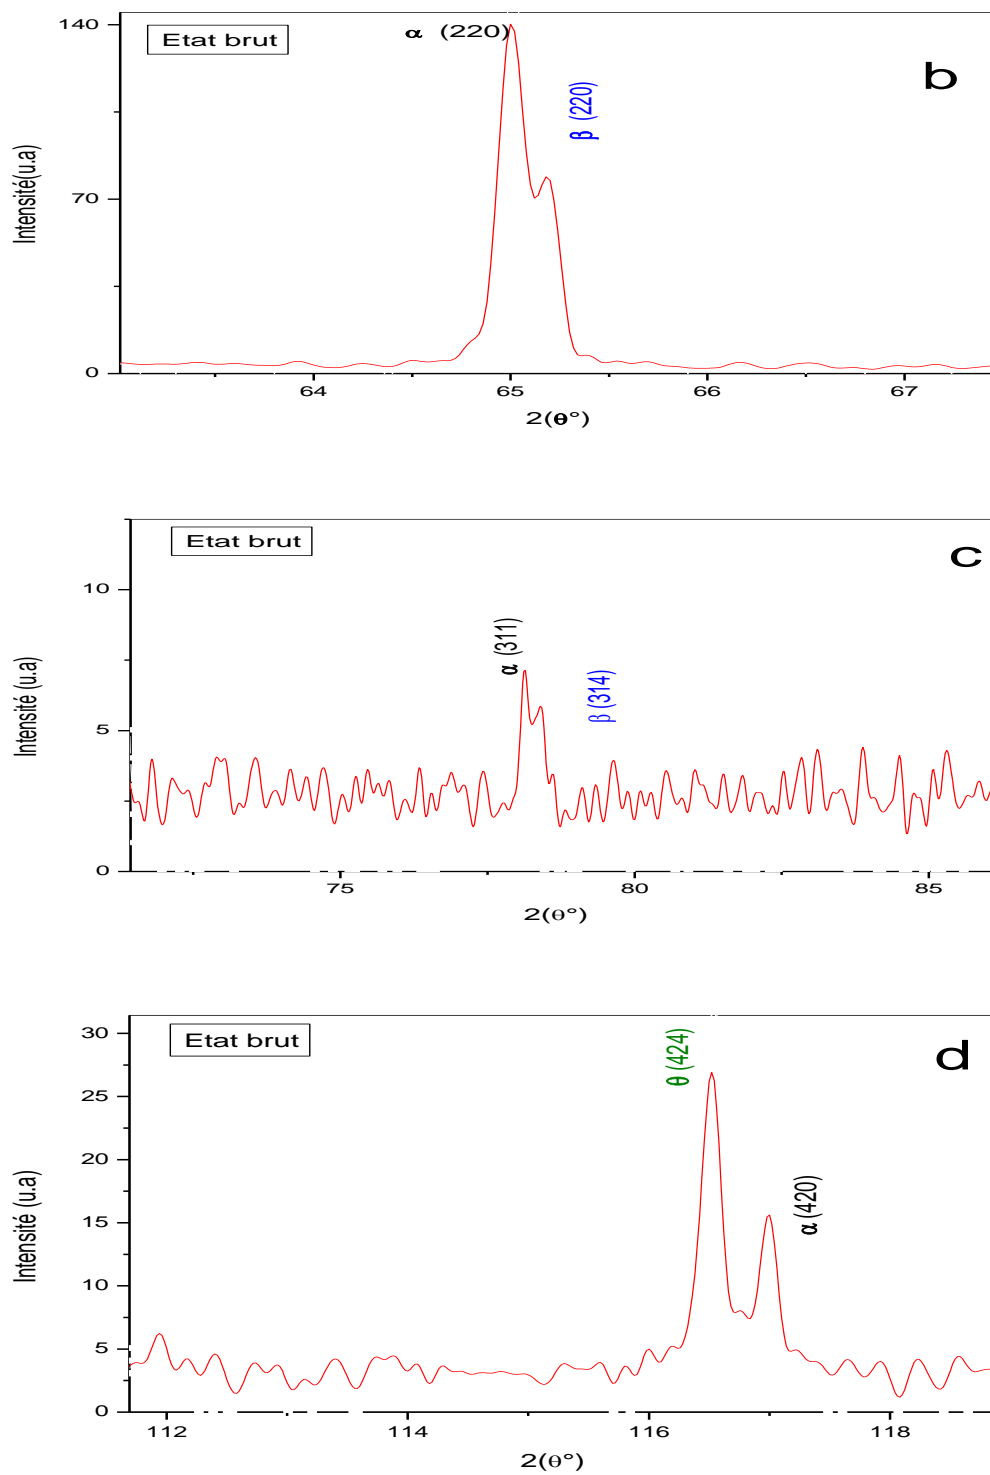 140
Etat brut
α (220)
b
β (220)
Intensité(u.a)
70
0
64
65
66
67
2(θ°)
Etat brut
c
10
α (311)
β (314)
Intensité (u.a)
5
0
75
80
85
2(θ°)
30
Etat brut
θ (424)
d
25
20
α (420)
Intensité (u.a)
15
10
5
0
112
114
116
118
2(θ°)